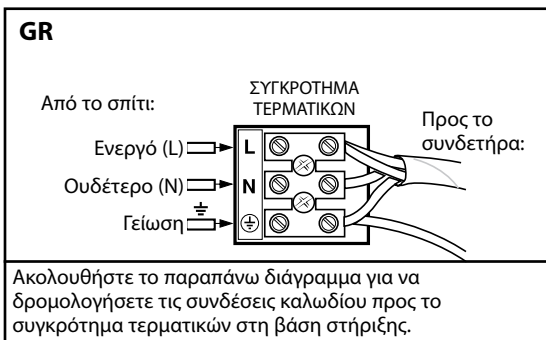 GR
ΣΥΓΚΡΟΤΗΜΑ
ΤΕΡΜΑΤΙΚΩΝ
Από το σπίτι:
Προς το
συνδετήρα:
Ενεργό (L)
L
Ουδέτερο (N)
N
Γείωση
Ακολουθήστε το παραπάνω διάγραμμα για να
δρομολογήσετε τις συνδέσεις καλωδίου προς το
συγκρότημα τερματικών στη βάση στήριξης.